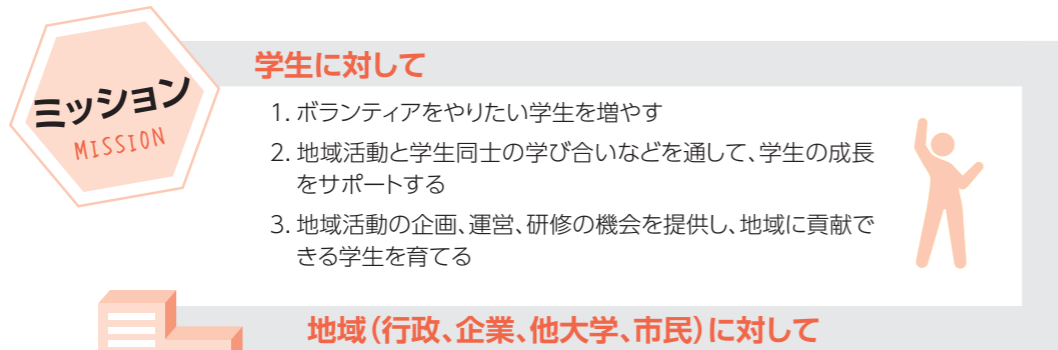 ミッション
MISSION
学生に対して
1. ボランティアをやりたい学生を増やす
2. 地域活動と学生同士の学び合いなどを通して、学生の成長
をサポートする
3. 地域活動の企画、運営、研修の機会を提供し、地域に貢献で
きる学生を育てる
地域（行政、企業、他大学、市民）に対して